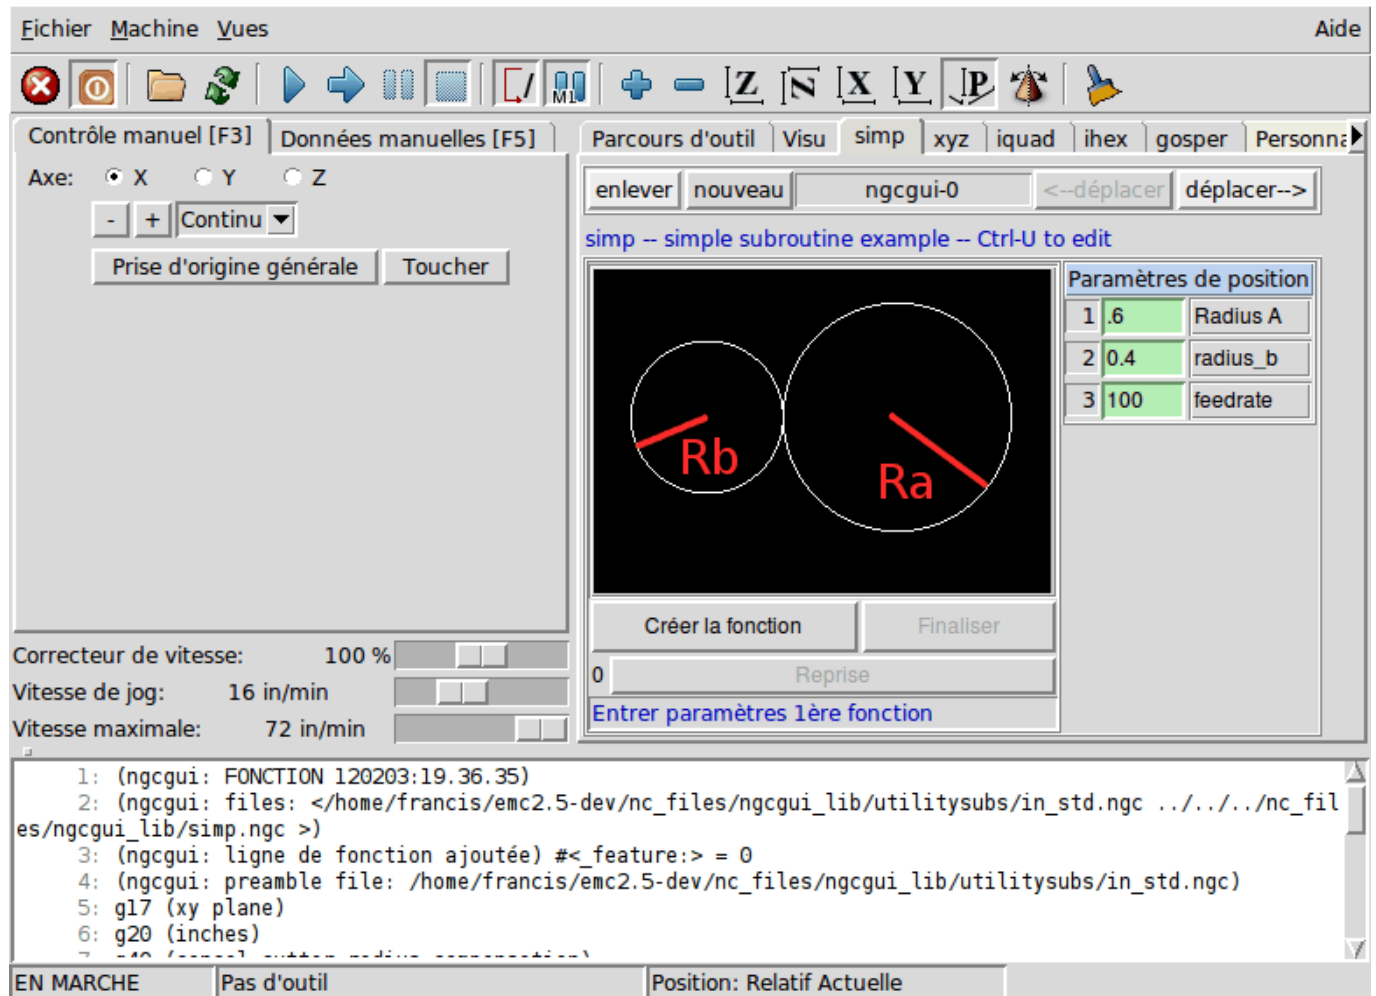 Fichier Machine Vues Aide
M1 Z N X Y P
Contrôle manuel [F3] Données manuelles [F5]
Axe: X Y Z
- + Continu
Prise d'origine générale Toucher
Parcours d'outil Visu simp xyz iquad ihex gosper Personna
enlever nouveau ngcgui-0 <--déplacer déplacer-->
simp -- simple subroutine example -- Ctrl-U to edit
Rb Ra
Paramètres de position
1 .6 Radius A
2 0.4 radius_b
3 100 feedrate
Créer la fonction Finaliser
0 Reprise
Entrer paramètres 1ère fonction
Correcteur de vitesse: 100 %
Vitesse de jog: 16 in/min
Vitesse maximale: 72 in/min
1: (ngcgui: FONCTION 120203:19.36.35)
2: (ngcgui: files: </home/francis/emc2.5-dev/nc_files/ngcgui_lib/utilitysubs/in_std.ngc ../../../nc_fil
es/ngcgui_lib/simp.ngc >)
3: (ngcgui: ligne de fonction ajoutée) #<_feature:> = 0
4: (ngcgui: preamble file: /home/francis/emc2.5-dev/nc_files/ngcgui_lib/utilitysubs/in_std.ngc)
5: g17 (xy plane)
6: g20 (inches)
7: g40 (cancel cutter radius compensation)
EN MARCHE Pas d'outil Position: Relatif Actuelle